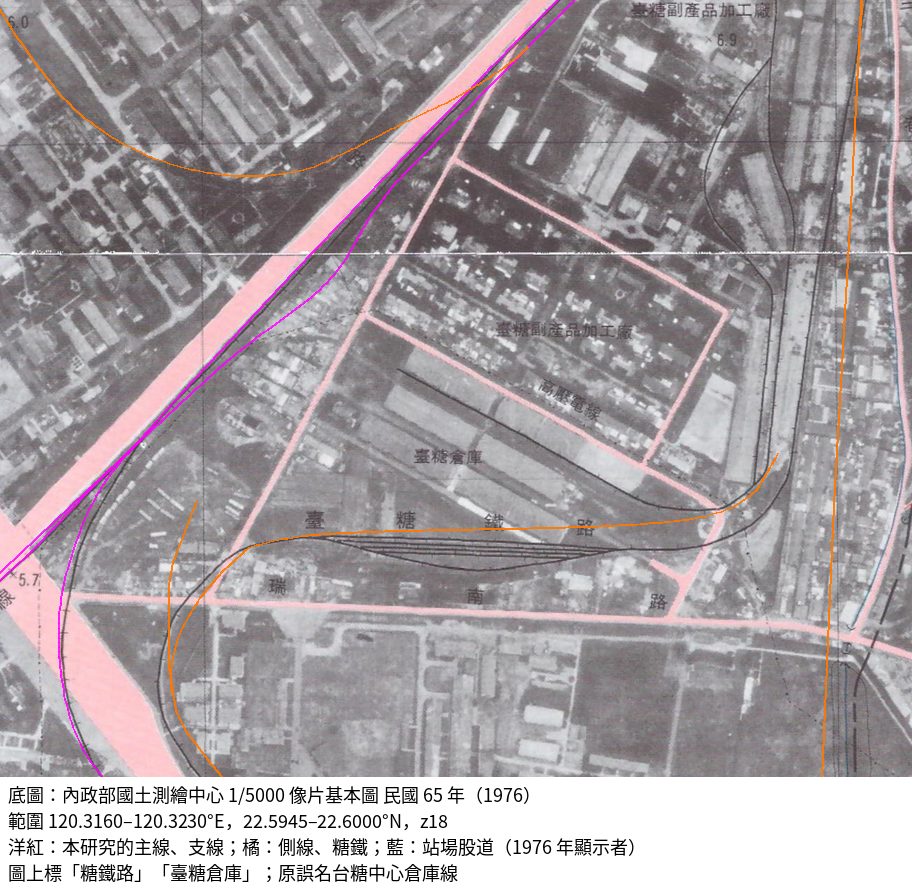 6.0
臺糖副產品加工廠
6.9
臺糖副產品加工廠
高壓電線
臺糖倉庫
臺糖鐵路
5.7
瑞南路
底圖：內政部國土測繪中心 1/5000 像片基本圖 民國 65 年（1976）
範圍 120.3160–120.3230°E，22.5945–22.6000°N，z18
洋紅：本研究的主線、支線；橘：側線、糖鐵；藍：站場股道（1976 年顯示者）
圖上標「糖鐵路」「臺糖倉庫」；原誤名台糖中心倉庫線